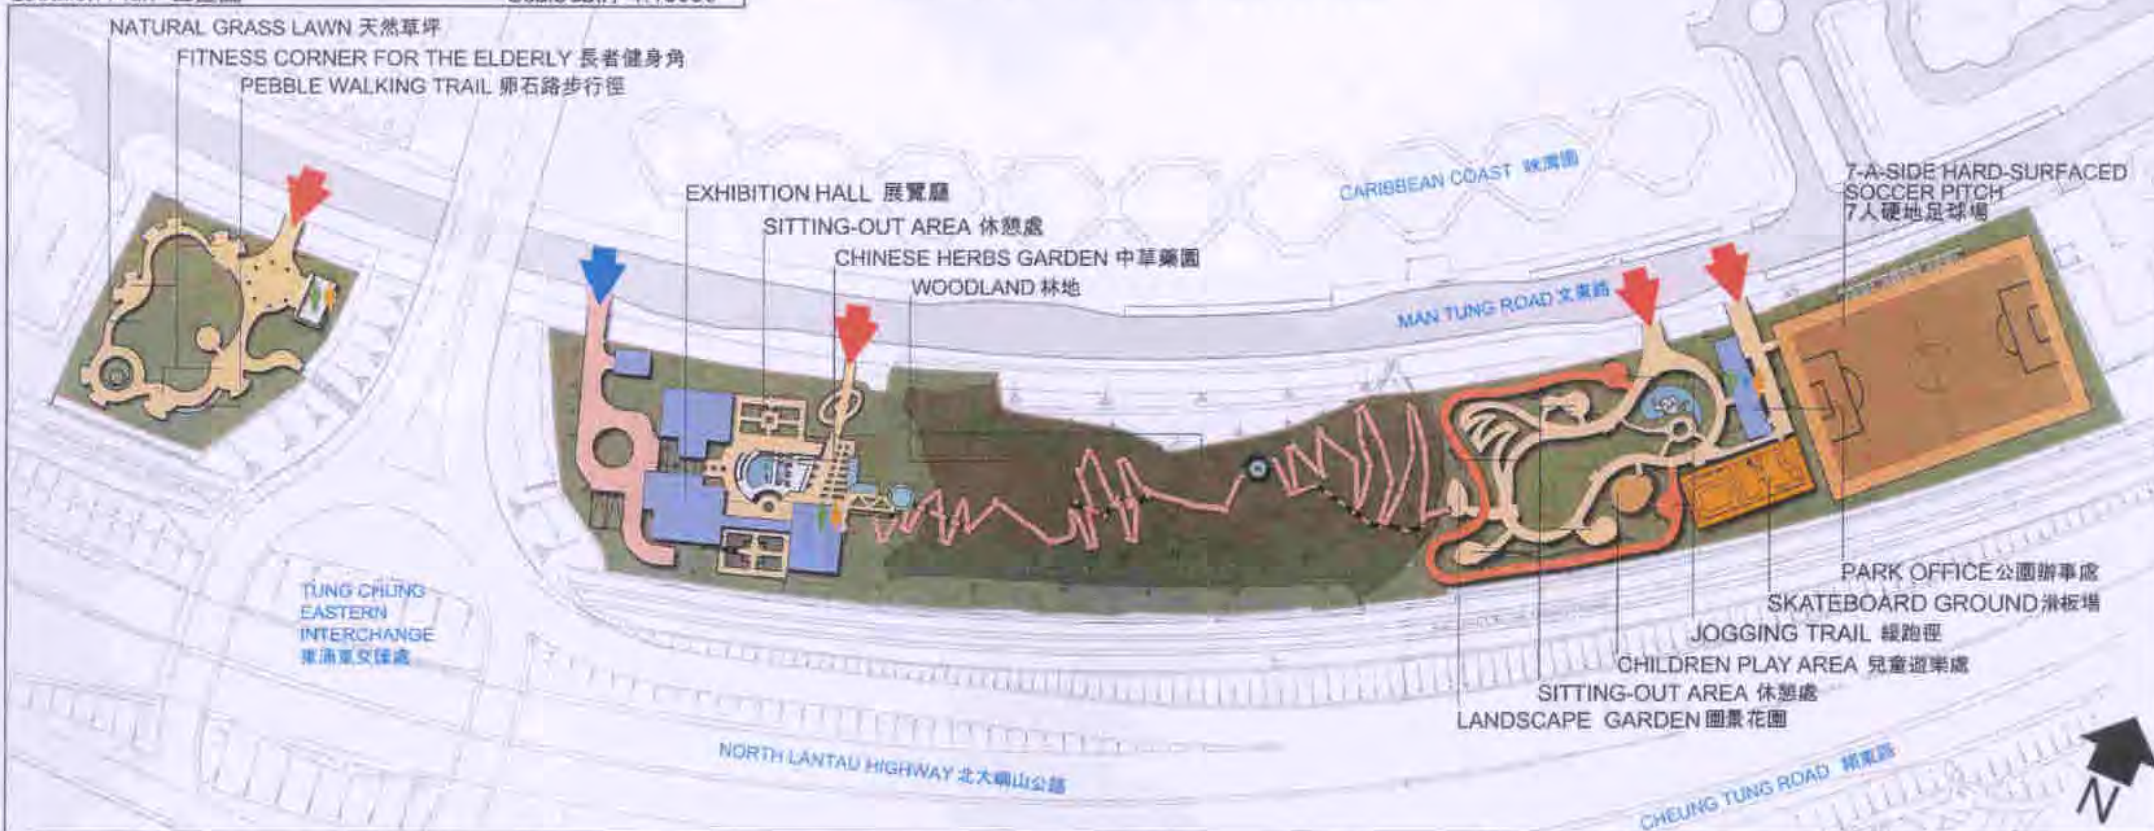 NATURAL GRASS LAWN 天然草坪
FITNESS CORNER FOR THE ELDERLY 長者健身角
PEBBLE WALKING TRAIL 卵石路步行徑
EXHIBITION HALL 展覽廳
SITTING-OUT AREA 休憩處
CHINESE HERBS GARDEN 中草藥園
WOODLAND 林地
CARIBBEAN COAST 映灣園
MAN TUNG ROAD 文東路
7-A-SIDE HARD-SURFACED
SOCCER PITCH
7人硬地足球場
TUNG CHUNG
EASTERN
INTERCHANGE
東涌東交匯處
PARK OFFICE 公園辦事處
SKATEBOARD GROUND 滑板場
JOGGING TRAIL 緩跑徑
CHILDREN PLAY AREA 兒童遊樂處
SITTING-OUT AREA 休憩處
LANDSCAPE GARDEN 園景花園
NORTH LANTAU HIGHWAY 北大嶼山公路
CHEUNG TUNG ROAD
N